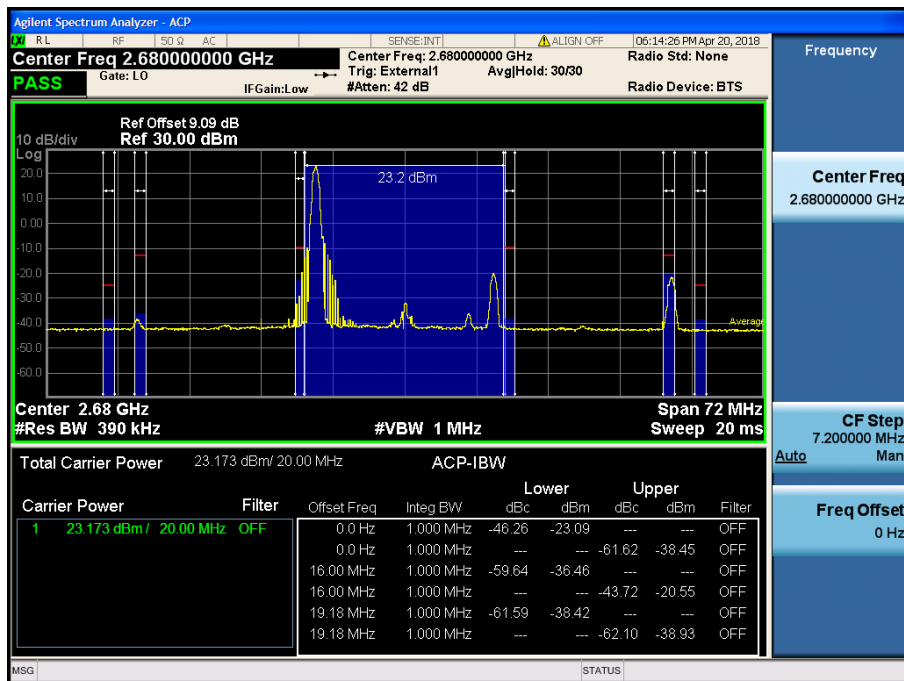 Agilent Spectrum Analyzer - ACP
LXI RL RF 50 Ω AC SENSE:INT ALIGN OFF 06:14:26 PM Apr 20, 2018
Center Freq 2.680000000 GHz
PASS
Gate: LO
IFGain:Low
Center Freq: 2.680000000 GHz
Trig: External1 Avg|Hold: 30/30
#Atten: 42 dB
Radio Std: None
Radio Device: BTS
Ref Offset 9.09 dB
10 dB/div Ref 30.00 dBm
Log
20.0
10.0
0.00
-10.0
-20.0
-30.0
-40.0
-50.0
-60.0
23.2 dBm
Average
Center 2.68 GHz Span 72 MHz
#Res BW 390 kHz #VBW 1 MHz Sweep 20 ms
Total Carrier Power 23.173 dBm/ 20.00 MHz ACP-IBW
Carrier Power Filter
1 23.173 dBm / 20.00 MHz OFF
Lower Upper
Offset Freq Integ BW dBc dBm dBc dBm Filter
0.0 Hz 1.000 MHz -46.26 -23.09 --- --- OFF
0.0 Hz 1.000 MHz --- --- -61.62 -38.45 OFF
16.00 MHz 1.000 MHz -59.64 -36.46 --- --- OFF
16.00 MHz 1.000 MHz --- --- -43.72 -20.55 OFF
19.18 MHz 1.000 MHz -61.59 -38.42 --- --- OFF
19.18 MHz 1.000 MHz --- --- -62.10 -38.93 OFF
MSG STATUS
Frequency
Center Freq
2.680000000 GHz
CF Step
7.200000 MHz
Auto Man
Freq Offset
0 Hz